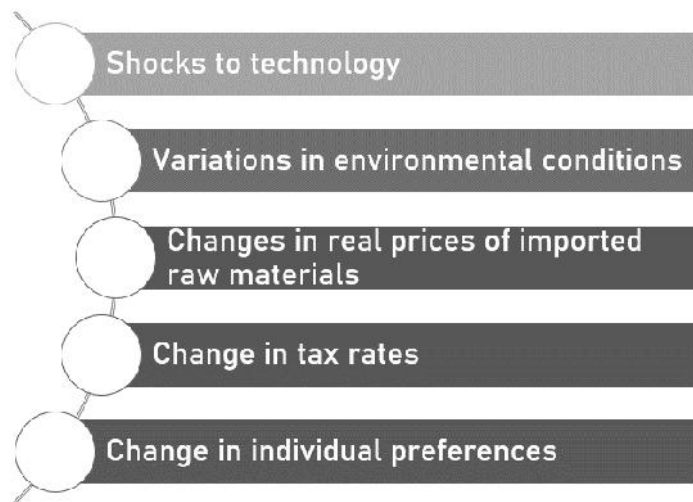 Shocks to technology
Variations in environmental conditions
Changes in real prices of imported
raw materials
Change in tax rates
Change in individual preferences